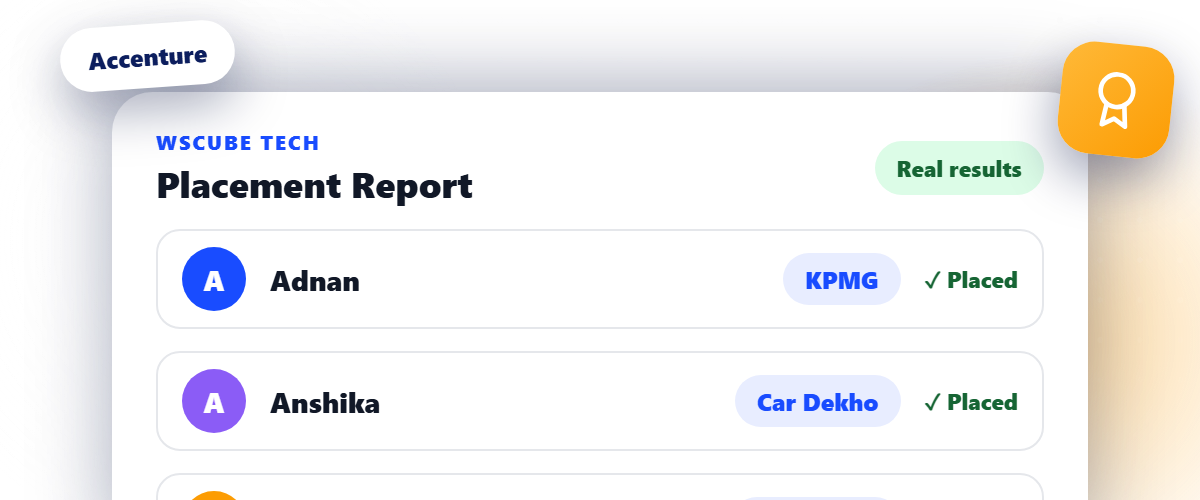 Accenture
WSCUBE TECH
Placement Report
Real results
A Adnan KPMG ✓ Placed
A Anshika Car Dekho ✓ Placed